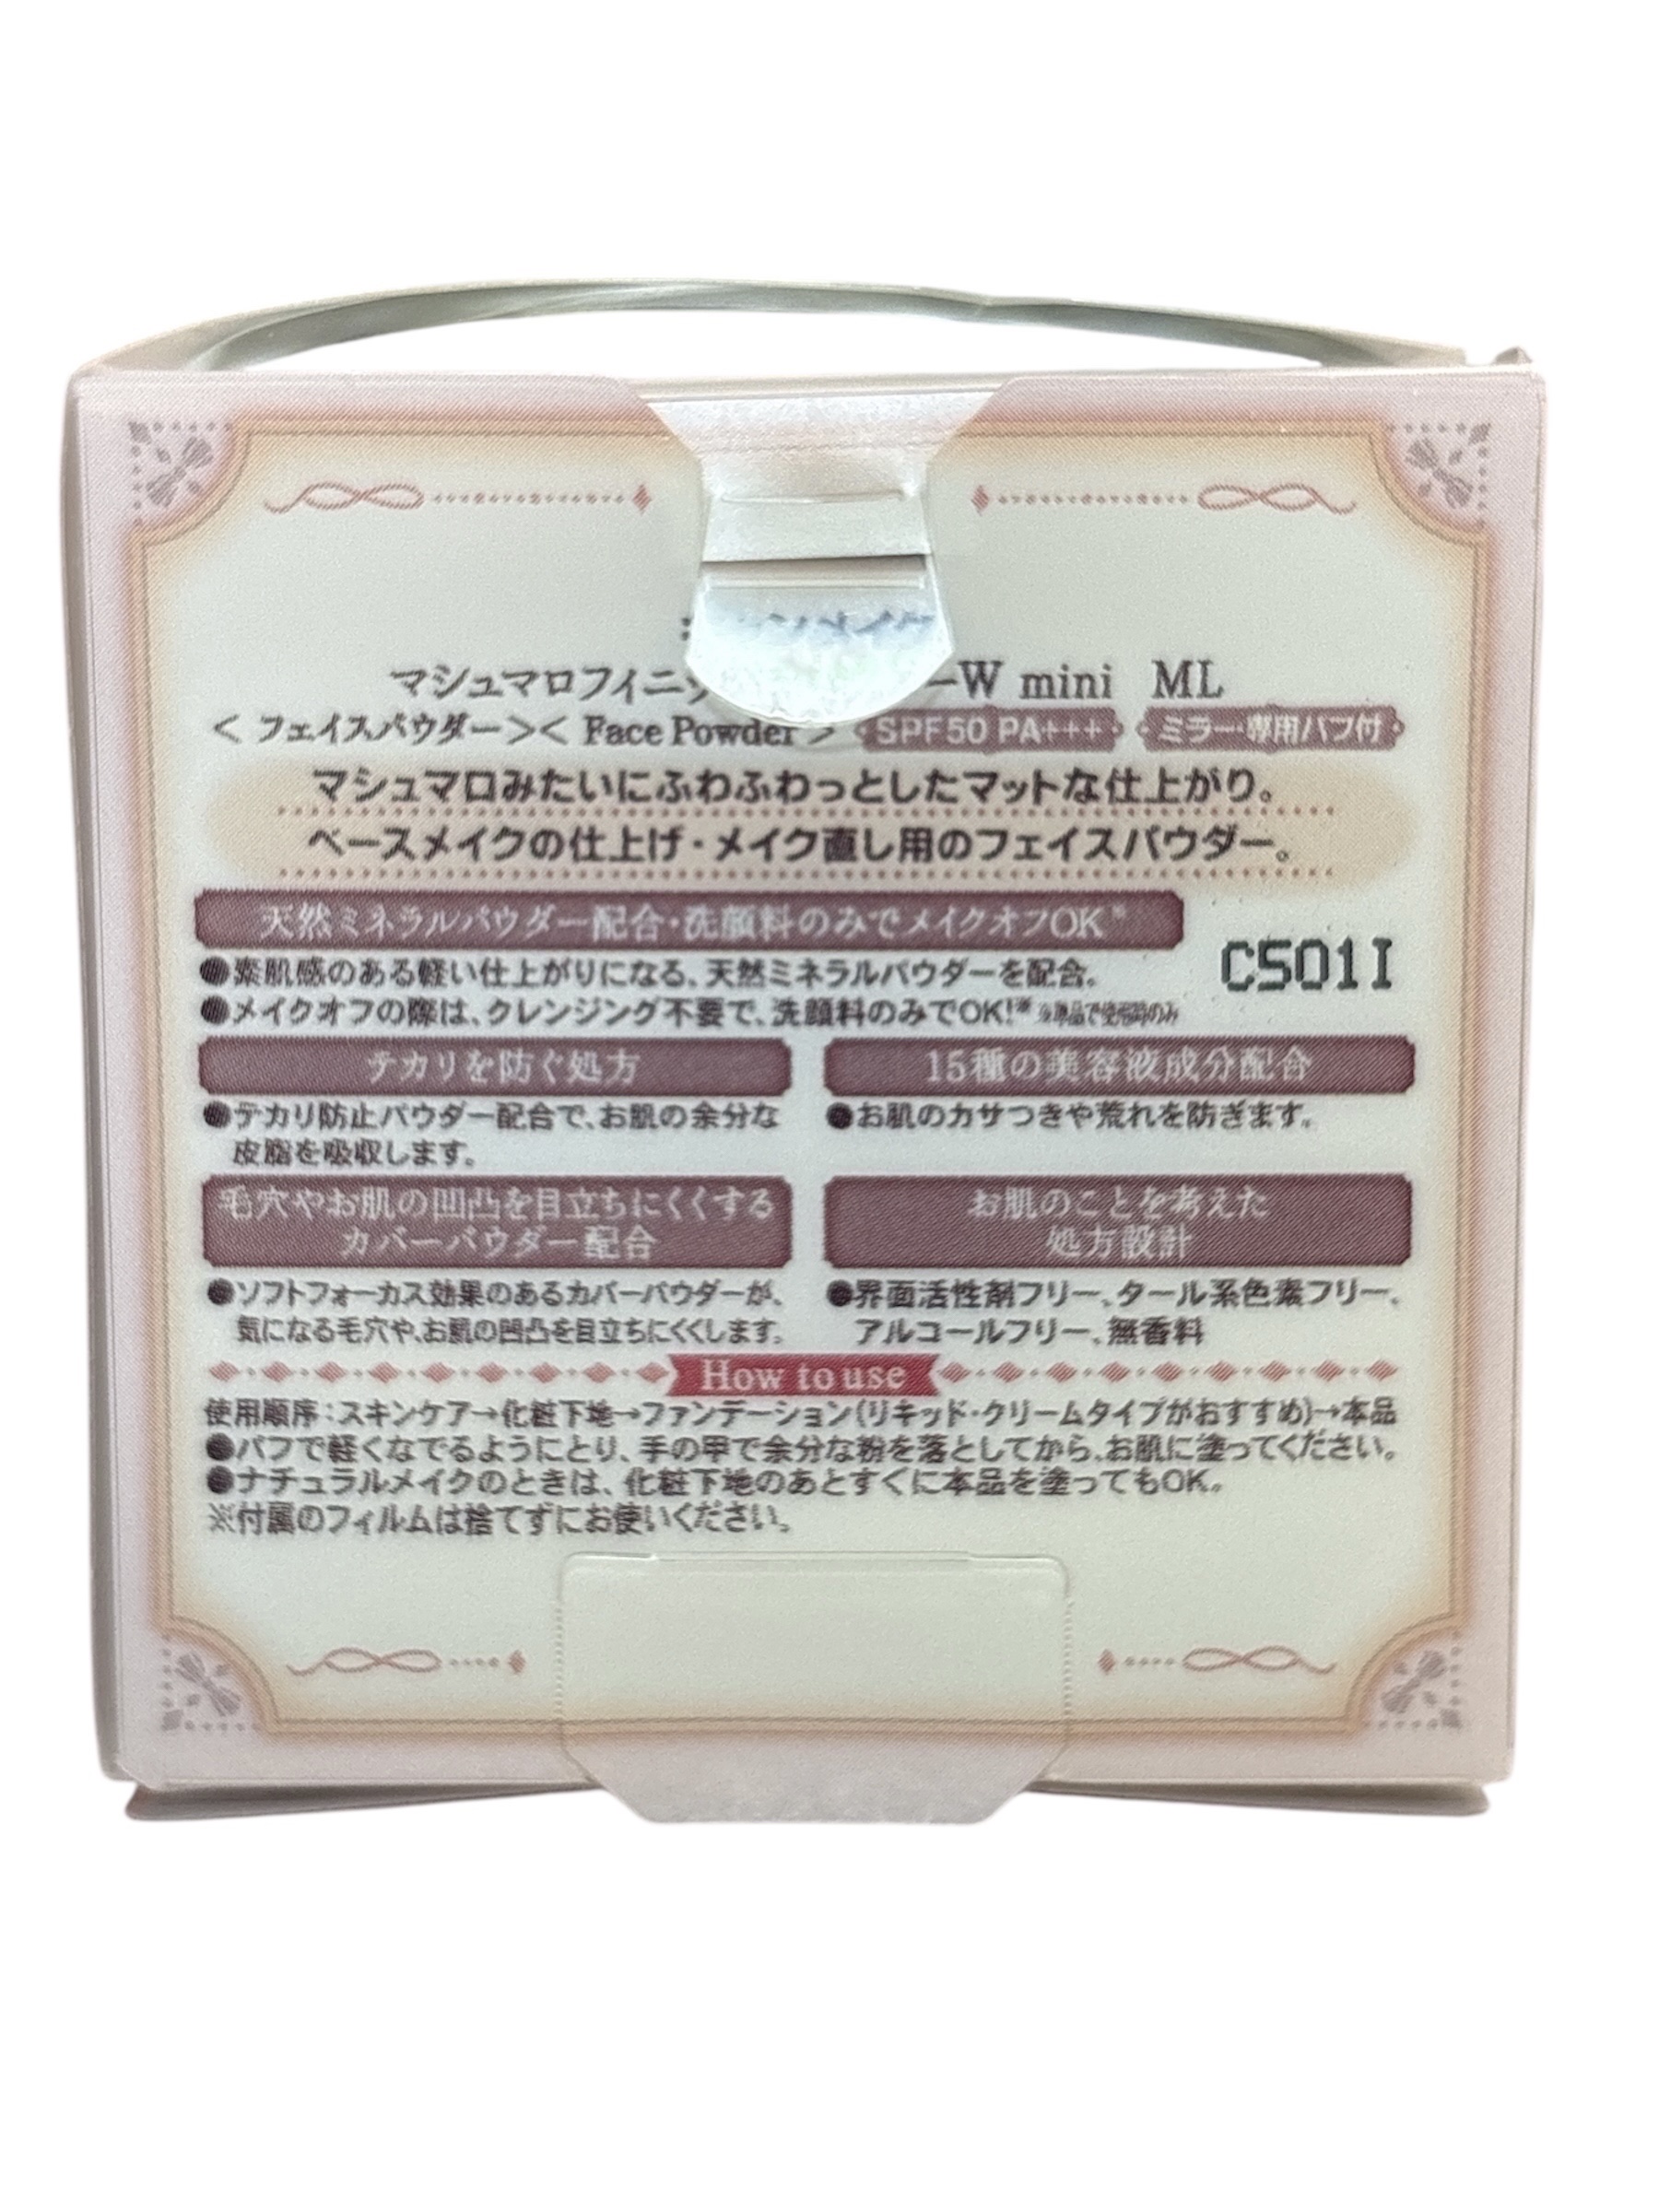 マシュマロフィニッ ーW mini ML
＜フェイスパウダー＞＜ Face Powder ＞ SPF50 PA+++ ミラー・専用パフ付
マシュマロみたいにふわふわっとしたマットな仕上がり。
ベースメイクの仕上げ・メイク直し用のフェイスパウダー。
天然ミネラルパウダー配合・洗顔料のみでメイクオフOK※
C501I
●素肌感のある軽い仕上がりになる、天然ミネラルパウダーを配合。
●メイクオフの際は、クレンジング不要で、洗顔料のみでOK!※ ※単品で使用時のみ
テカリを防ぐ処方
●テカリ防止パウダー配合で、お肌の余分な
皮脂を吸収します。
15種の美容液成分配合
●お肌のカサつきや荒れを防ぎます。
毛穴やお肌の凹凸を目立ちにくくする
カバーパウダー配合
●ソフトフォーカス効果のあるカバーパウダーが、
気になる毛穴や、お肌の凹凸を目立ちにくくします。
お肌のことを考えた
処方設計
●界面活性剤フリー、タール系色素フリー、
アルコールフリー、無香料
How to use
使用順序：スキンケア→化粧下地→ファンデーション(リキッド・クリームタイプがおすすめ)→本品
●パフで軽くなでるようにとり、手の甲で余分な粉を落としてから、お肌に塗ってください。
●ナチュラルメイクのときは、化粧下地のあとすぐに本品を塗ってもOK。
※付属のフィルムは捨てずにお使いください。